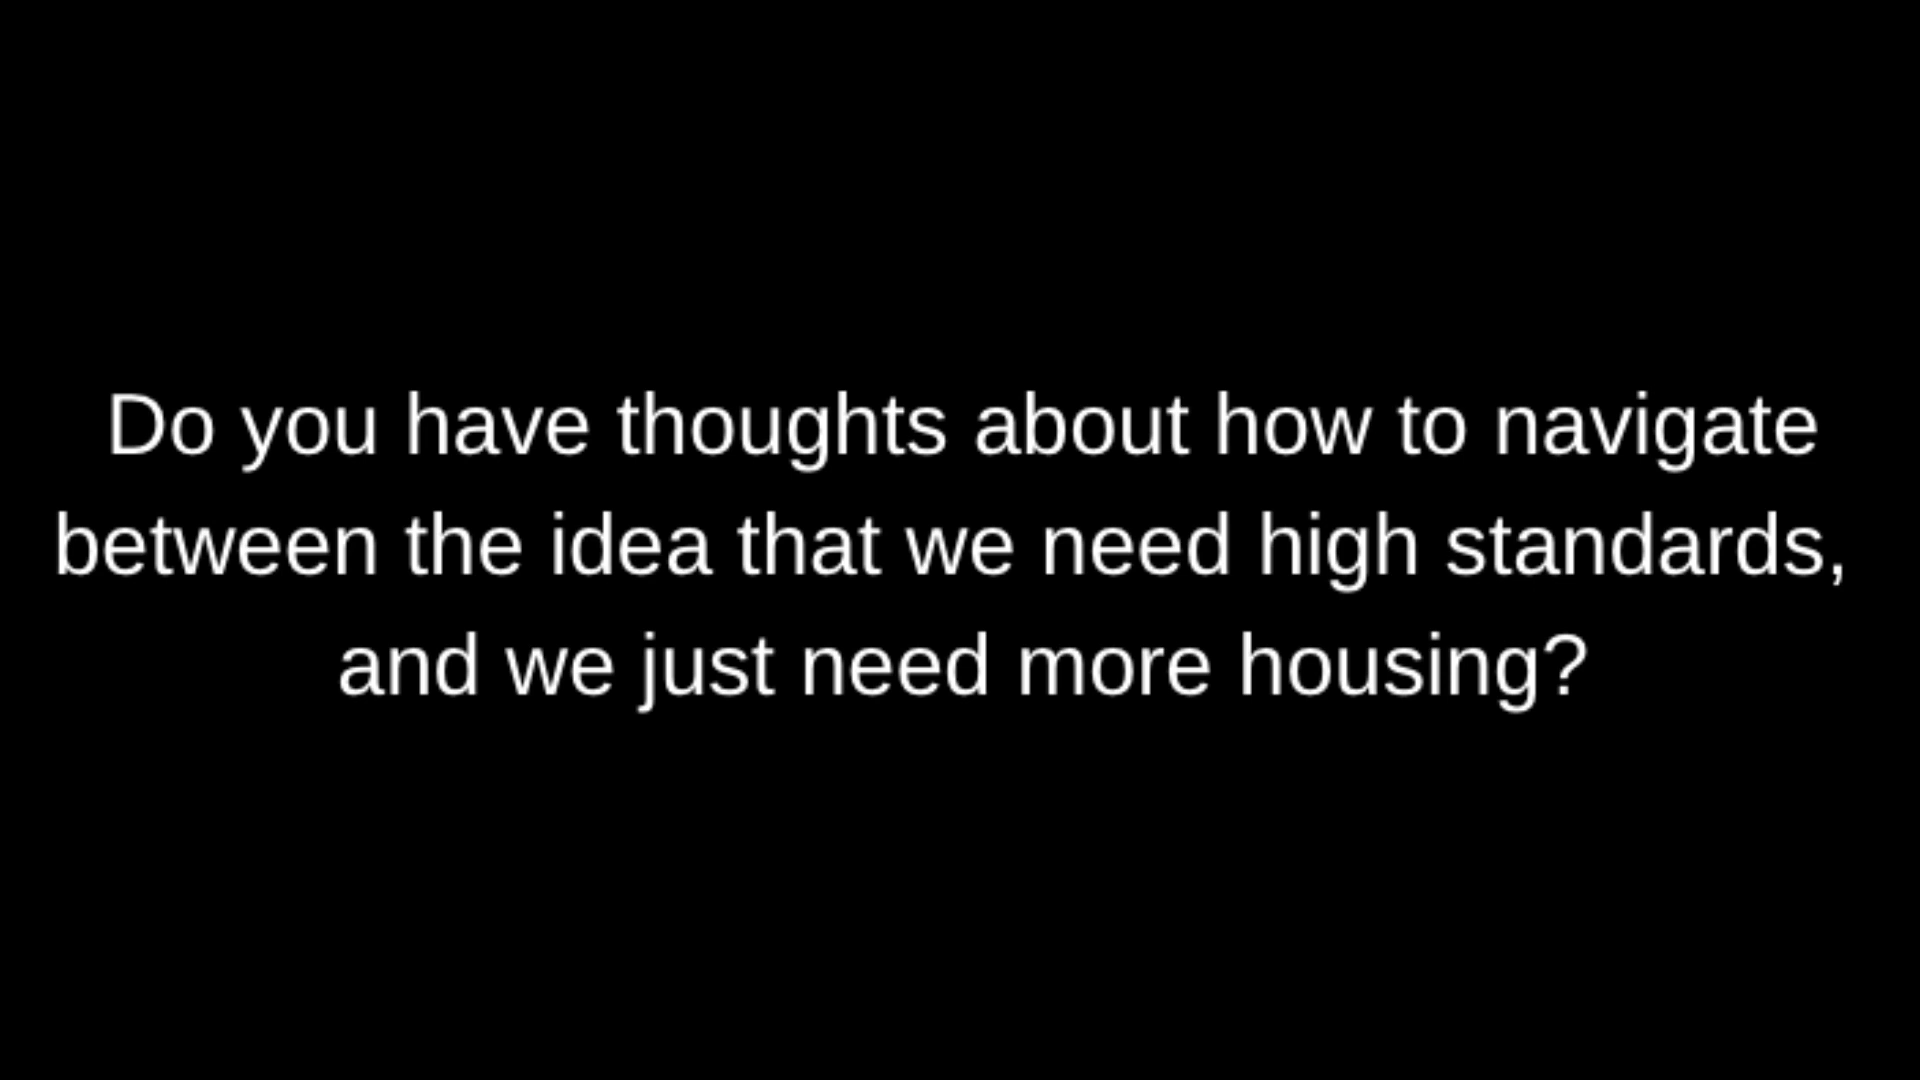 Do you have thoughts about how to navigate
between the idea that we need high standards,
and we just need more housing?